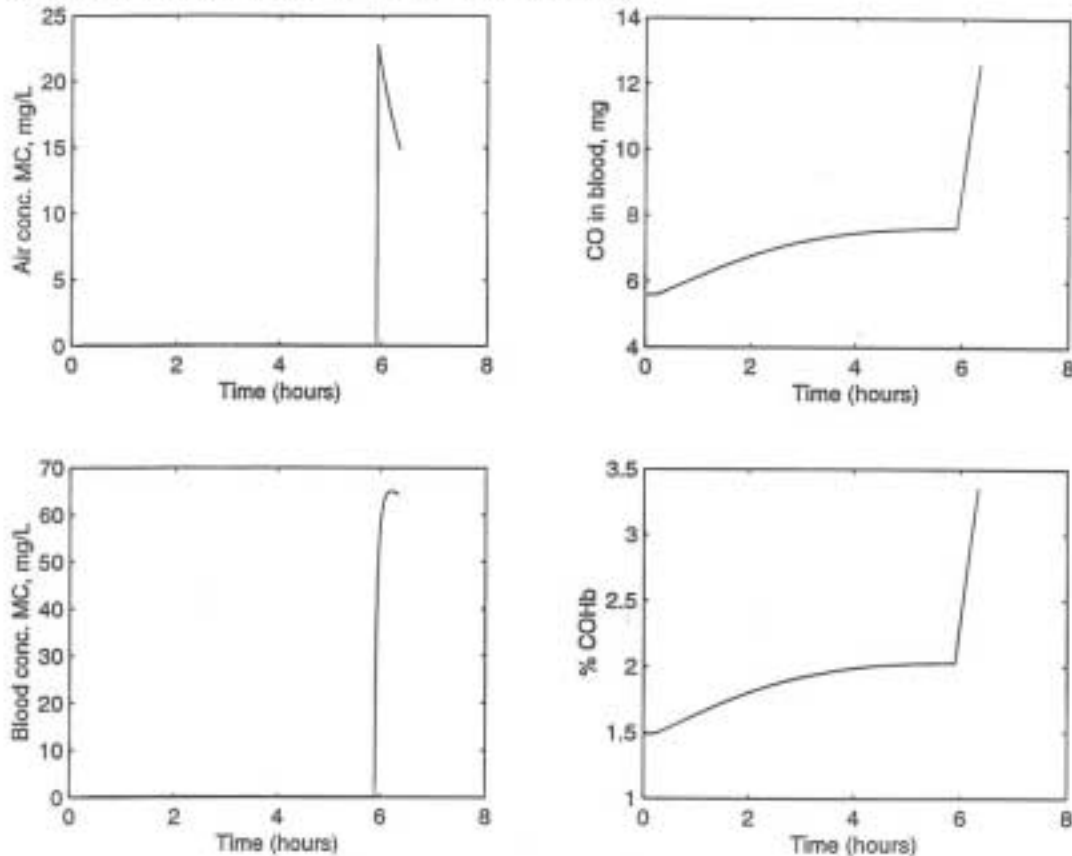 25
20
15
10
5
0
Air conc. MC, mg/L
0 2 4 6 8
Time (hours)
14
12
10
8
6
4
CO in blood, mg
0 2 4 6 8
Time (hours)
70
60
50
40
30
20
10
0
Blood conc. MC, mg/L
0 2 4 6 8
Time (hours)
3.5
3
2.5
2
1.5
1
% COHb
0 2 4 6 8
Time (hours)